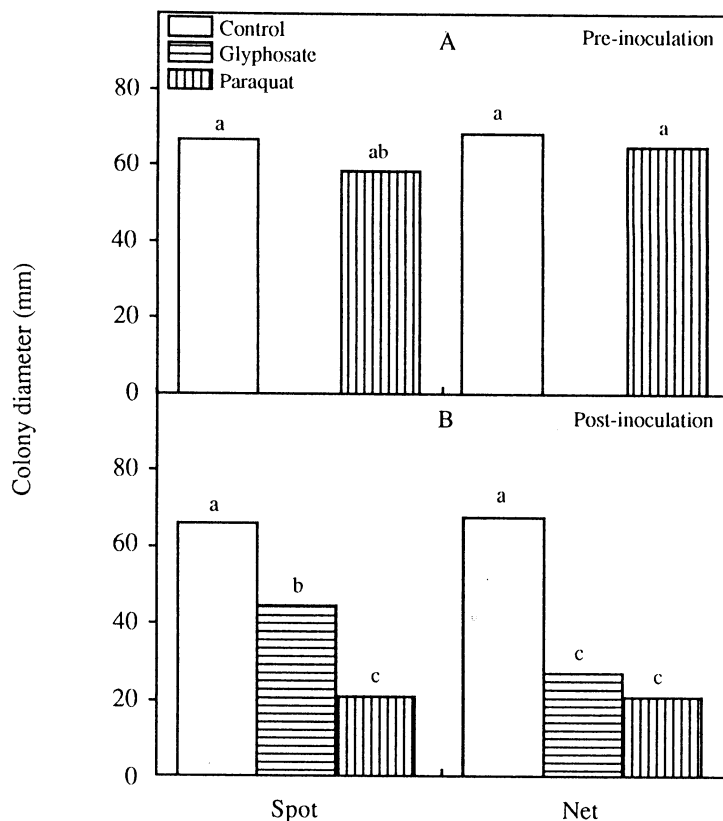 Control
Glyphosate
Paraquat
A
Pre-inoculation
80
60
40
20
0
a
ab
a
a
B
Post-inoculation
80
60
40
20
0
a
b
c
a
c
c
Spot
Net
Colony diameter (mm)